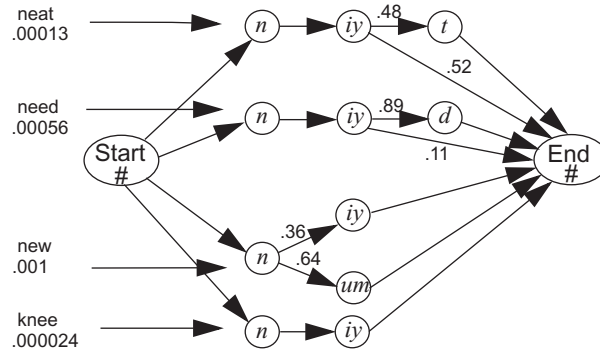 neat
.00013
n
iy
.48
t
.52
need
.00056
n
iy
.89
d
.11
Start
#
End
#
new
.001
n
.36
iy
.64
um
knee
.000024
n
iy